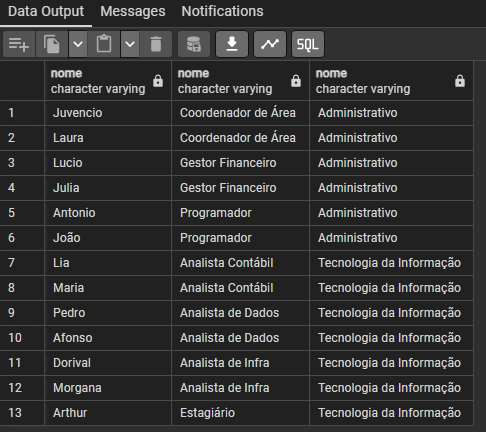 Data Output Messages Notifications
SQL
nome nome nome
character varying character varying character varying
1 Juvencio Coordenador de Área Administrativo
2 Laura Coordenador de Área Administrativo
3 Lucio Gestor Financeiro Administrativo
4 Julia Gestor Financeiro Administrativo
5 Antonio Programador Administrativo
6 João Programador Administrativo
7 Lia Analista Contábil Tecnologia da Informação
8 Maria Analista Contábil Tecnologia da Informação
9 Pedro Analista de Dados Tecnologia da Informação
10 Afonso Analista de Dados Tecnologia da Informação
11 Dorival Analista de Infra Tecnologia da Informação
12 Morgana Analista de Infra Tecnologia da Informação
13 Arthur Estagiário Tecnologia da Informação